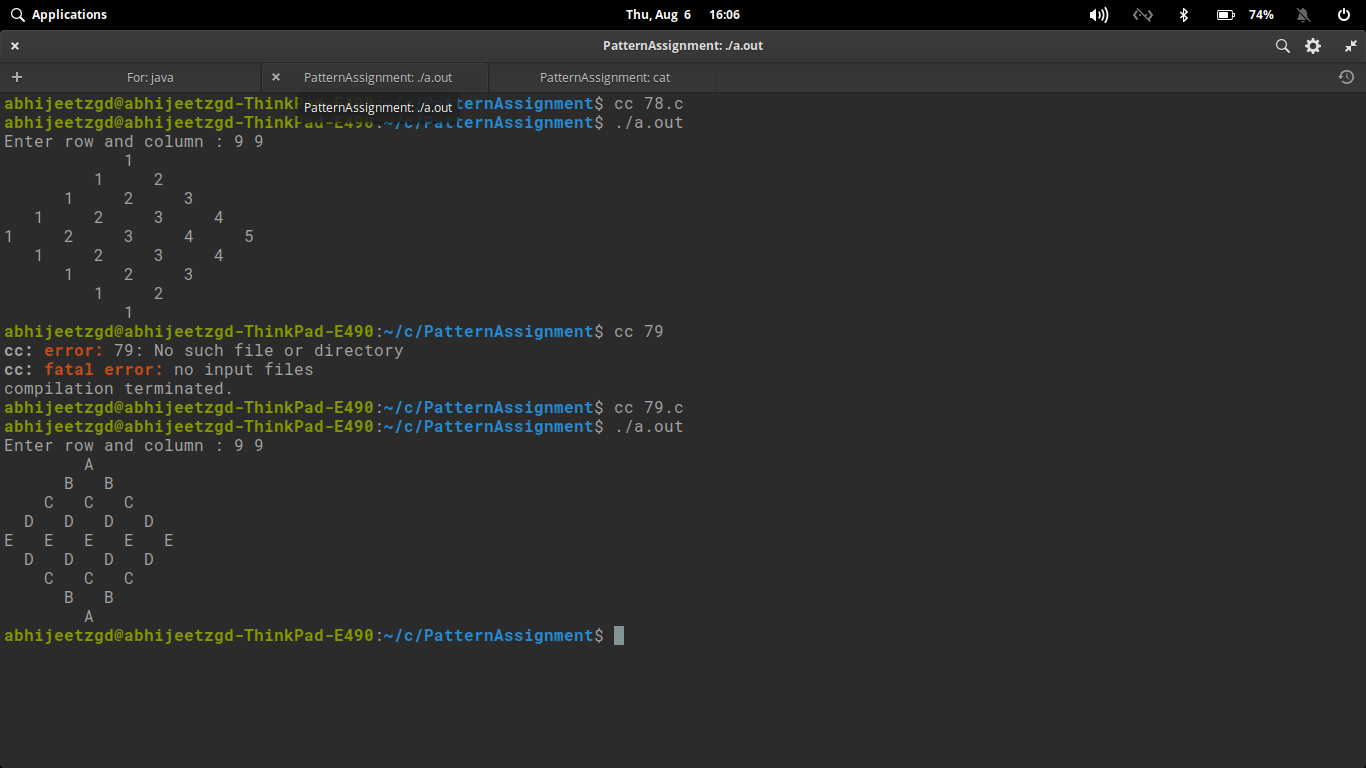 Applications Thu, Aug 6 16:06 74%
PatternAssignment: ./a.out
For: java PatternAssignment: ./a.out PatternAssignment: cat
PatternAssignment: ./a.out
abhijeetzgd@abhijeetzgd-ThinkP ternAssignment$ cc 78.c
abhijeetzgd@abhijeetzgd-ThinkPad-E490:~/c/PatternAssignment$ ./a.out
Enter row and column : 9 9
            1
         1     2
      1     2     3
   1     2     3     4
1     2     3     4     5
   1     2     3     4
      1     2     3
         1     2
            1
abhijeetzgd@abhijeetzgd-ThinkPad-E490:~/c/PatternAssignment$ cc 79
cc: error: 79: No such file or directory
cc: fatal error: no input files
compilation terminated.
abhijeetzgd@abhijeetzgd-ThinkPad-E490:~/c/PatternAssignment$ cc 79.c
abhijeetzgd@abhijeetzgd-ThinkPad-E490:~/c/PatternAssignment$ ./a.out
Enter row and column : 9 9
        A
      B   B
    C   C   C
  D   D   D   D
E   E   E   E   E
  D   D   D   D
    C   C   C
      B   B
        A
abhijeetzgd@abhijeetzgd-ThinkPad-E490:~/c/PatternAssignment$